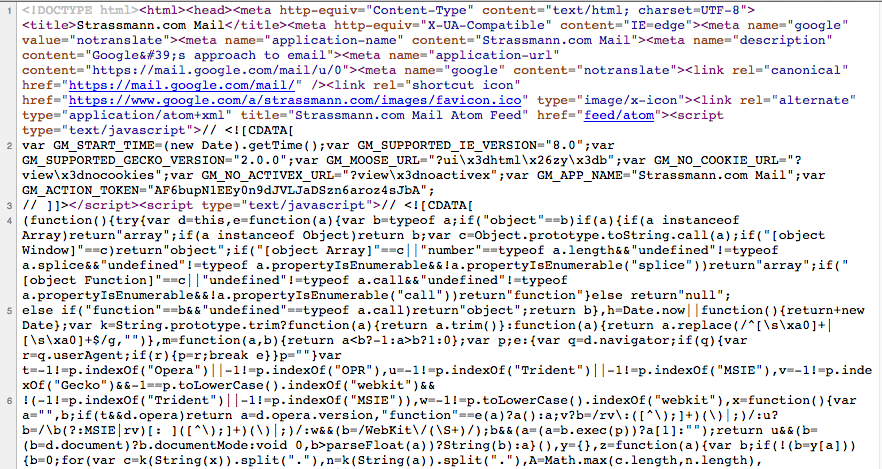 1 <!DOCTYPE html><html><head><meta http-equiv="Content-Type" content="text/html; charset=UTF-8">
<title>Strassmann.com Mail</title><meta http-equiv="X-UA-Compatible" content="IE=edge"><meta name="google"
value="notranslate"><meta name="application-name" content="Strassmann.com Mail"><meta name="description"
content="Google&#39;s approach to email"><meta name="application-url"
content="https://mail.google.com/mail/u/0"><meta name="google" content="notranslate"><link rel="canonical"
href="https://mail.google.com/mail/" /><link rel="shortcut icon"
href="https://www.google.com/a/strassmann.com/images/favicon.ico" type="image/x-icon"><link rel="alternate"
type="application/atom+xml" title="Strassmann.com Mail Atom Feed" href="feed/atom"><script
type="text/javascript">// <![CDATA[
2 var GM_START_TIME=(new Date).getTime();var GM_SUPPORTED_IE_VERSION="8.0";var
GM_SUPPORTED_GECKO_VERSION="2.0.0";var GM_MOOSE_URL="?ui\x3dhtml\x26zy\x3db";var GM_NO_COOKIE_URL="?
view\x3dnocookies";var GM_NO_ACTIVEX_URL="?view\x3dnoactivex";var GM_APP_NAME="Strassmann.com Mail";var
GM_ACTION_TOKEN="AF6bupNlEEy0n9dJVLJaDSzn6aroz4sJbA";
3 // ]]></script><script type="text/javascript">// <![CDATA[
4 (function(){try{var d=this,e=function(a){var b=typeof a;if("object"==b)if(a){if(a instanceof
Array)return"array";if(a instanceof Object)return b;var c=Object.prototype.toString.call(a);if("[object
Window]"==c)return"object";if("[object Array]"==c||"number"==typeof a.length&&"undefined"!=typeof
a.splice&&"undefined"!=typeof a.propertyIsEnumerable&&!a.propertyIsEnumerable("splice"))return"array";if("
[object Function]"==c||"undefined"!=typeof a.call&&"undefined"!=typeof
a.propertyIsEnumerable&&!a.propertyIsEnumerable("call"))return"function"}else return"null";
5 else if("function"==b&&"undefined"==typeof a.call)return"object";return b},h=Date.now||function(){return+new
Date};var k=String.prototype.trim?function(a){return a.trim()}:function(a){return a.replace(/^[\s\xa0]+|
[\s\xa0]+$/g,"")},m=function(a,b){return a<b?-1:a>b?1:0};var p;e:{var q=d.navigator;if(q){var
r=q.userAgent;if(r){p=r;break e}}p=""}var
t=-1!=p.indexOf("Opera")||-1!=p.indexOf("OPR"),u=-1!=p.indexOf("Trident")||-1!=p.indexOf("MSIE"),v=-1!=p.inde
xOf("Gecko")&&-1==p.toLowerCase().indexOf("webkit")&&
6 !(-1!=p.indexOf("Trident")||-1!=p.indexOf("MSIE")),w=-1!=p.toLowerCase().indexOf("webkit"),x=function(){var
a="",b;if(t&&d.opera)return a=d.opera.version,"function"==e(a)?a():a;v?b=/rv\:([^\);]+)(\)|;)/:u?
b=/\b(?:MSIE|rv)[: ]([^\);]+)(\)|;)/:w&&(b=/WebKit\/(\S+)/);b&&(a=(a=b.exec(p))?a[1]:"");return u&&(b=
(b=d.document)?b.documentMode:void 0,b>parseFloat(a))?String(b):a}(),y={},z=function(a){var b;if(!(b=y[a]))
{b=0;for(var c=k(String(x)).split("."),n=k(String(a)).split("."),A=Math.max(c.length,n.length),